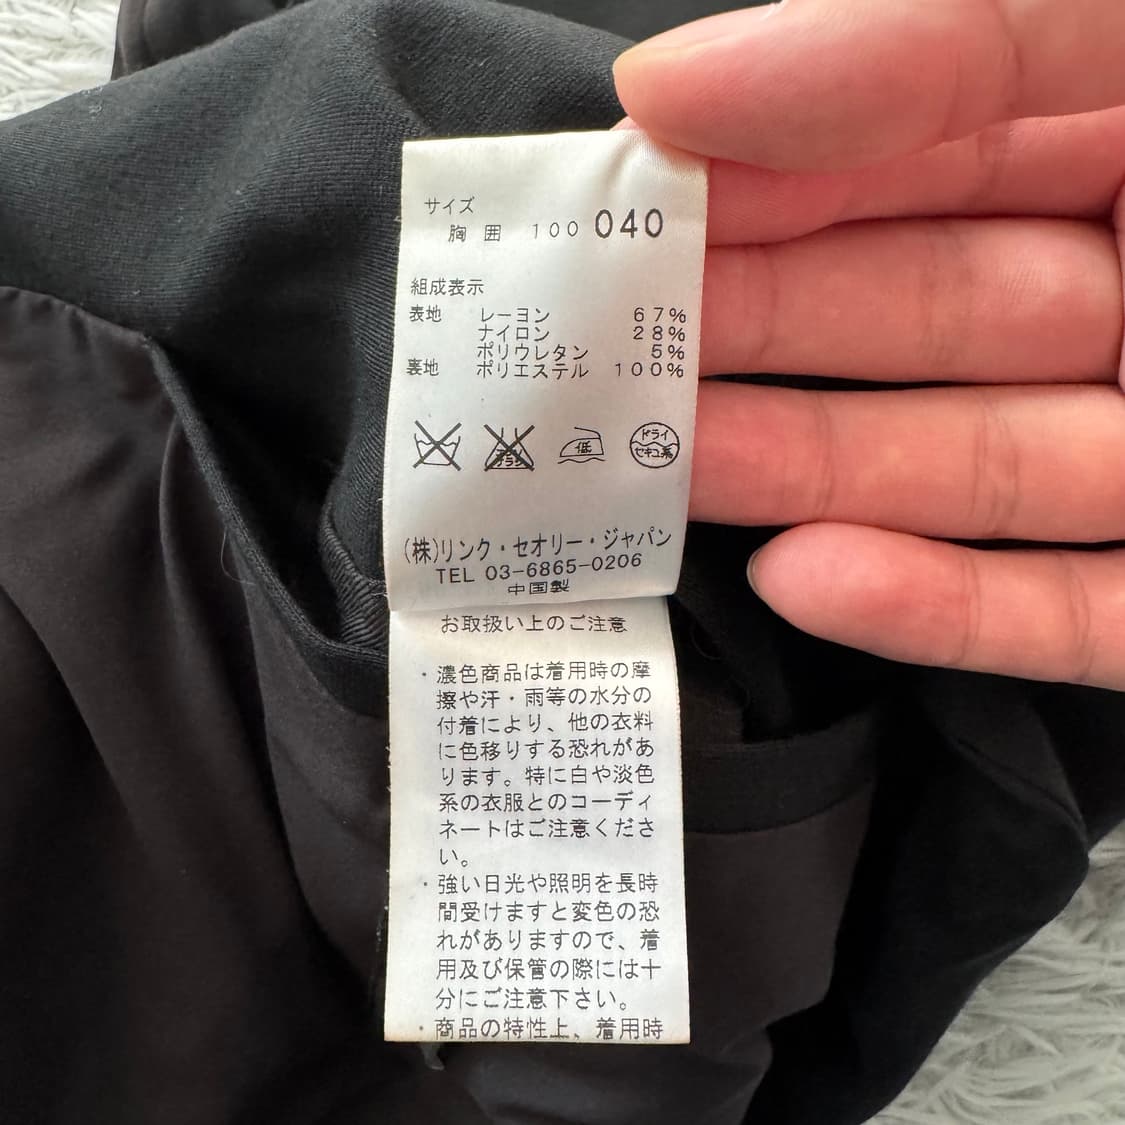 サイズ
胸 囲 100 040
組成表示
表地 レーヨン 67%
ナイロン 28%
ポリウレタン 5%
裏地 ポリエステル 100%
低
ドライ
セキユ系
(株)リンク・セオリー・ジャパン
TEL 03-6865-0206
中国製
お取扱い上のご注意
・濃色商品は着用時の摩
擦や汗・雨等の水分の
付着により、他の衣料
に色移りする恐れがあ
ります。特に白や淡色
系の衣服とのコーディ
ネートはご注意くださ
い。
・強い日光や照明を長時
間受けますと変色の恐
れがありますので、着
用及び保管の際には十
分にご注意下さい。
・商品の特性上、着用時